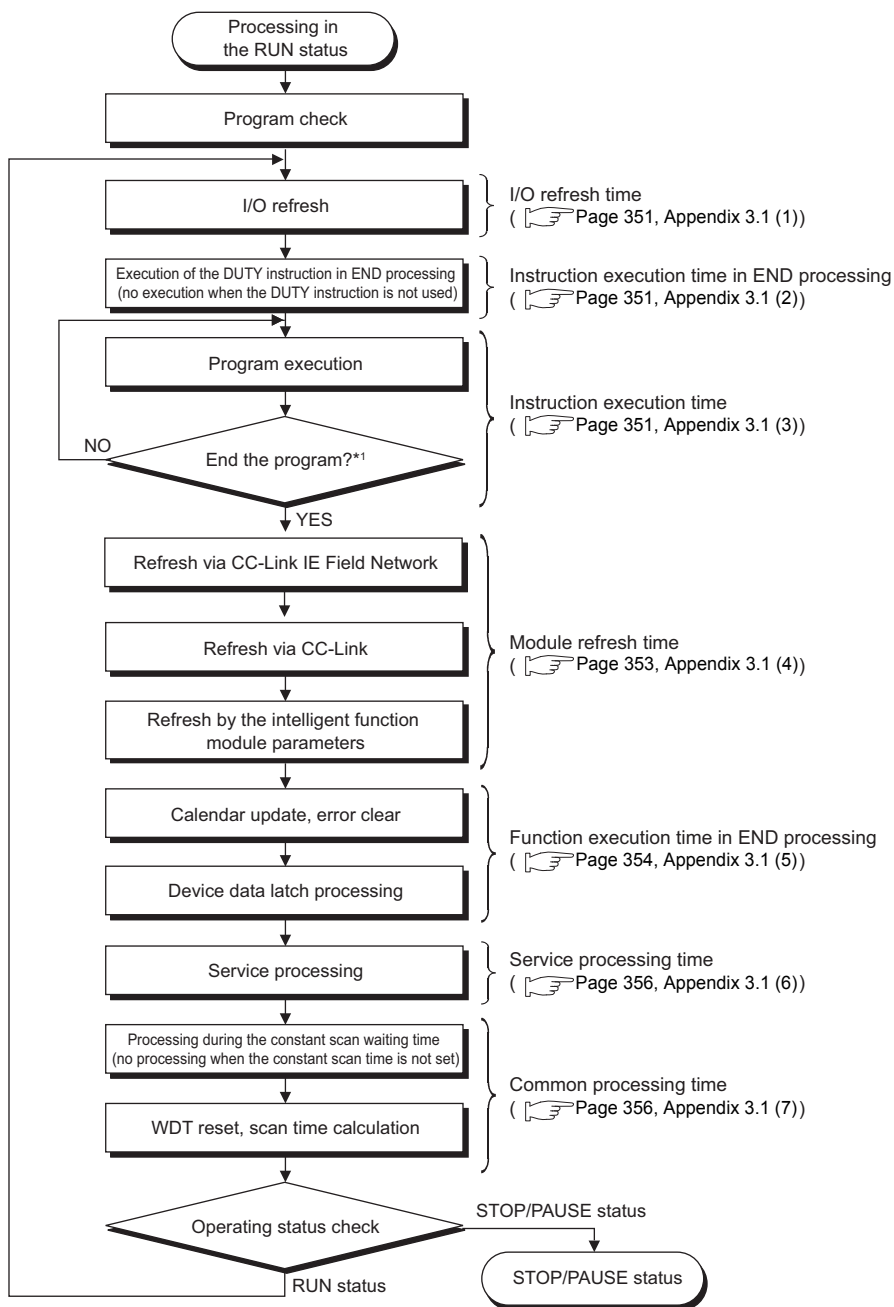 Processing in
the RUN status
Program check
I/O refresh
I/O refresh time
( Page 351, Appendix 3.1 (1))
Execution of the DUTY instruction in END processing
(no execution when the DUTY instruction is not used)
Instruction execution time in END processing
( Page 351, Appendix 3.1 (2))
Program execution
Instruction execution time
( Page 351, Appendix 3.1 (3))
NO
End the program?*1
YES
Refresh via CC-Link IE Field Network
Refresh via CC-Link
Module refresh time
( Page 353, Appendix 3.1 (4))
Refresh by the intelligent function
module parameters
Calendar update, error clear
Function execution time in END processing
( Page 354, Appendix 3.1 (5))
Device data latch processing
Service processing
Service processing time
( Page 356, Appendix 3.1 (6))
Processing during the constant scan waiting time
(no processing when the constant scan time is not set)
Common processing time
( Page 356, Appendix 3.1 (7))
WDT reset, scan time calculation
Operating status check
STOP/PAUSE status
RUN status
STOP/PAUSE status